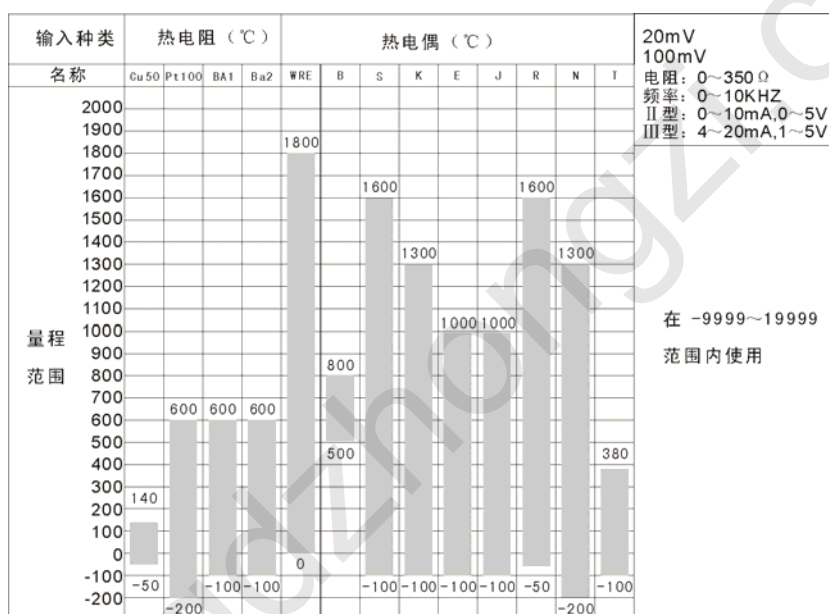 输入种类 热电阻（℃） 热电偶（℃）
名称 Cu50 Pt100 BA1 Ba2 WRE B S K E J R N T
20mV
100mV
电阻：0～350Ω
频率：0～10KHZ
Ⅱ型：0～10mA,0～5V
Ⅲ型：4～20mA,1～5V
2000
1900
1800 1800
1700
1600 1600 1600
1500
1400
1300 1300 1300
1200
1100
1000 1000 1000
900
800 800
700
600 600 600 600
500 500
400 380
300
200
140
100
0 0
-100 -50 -100 -100 -100 -100 -100 -100 -50 -100
-200 -200 -200
量程
范围
在 -9999～19999
范围内使用
gdzhongzi.c